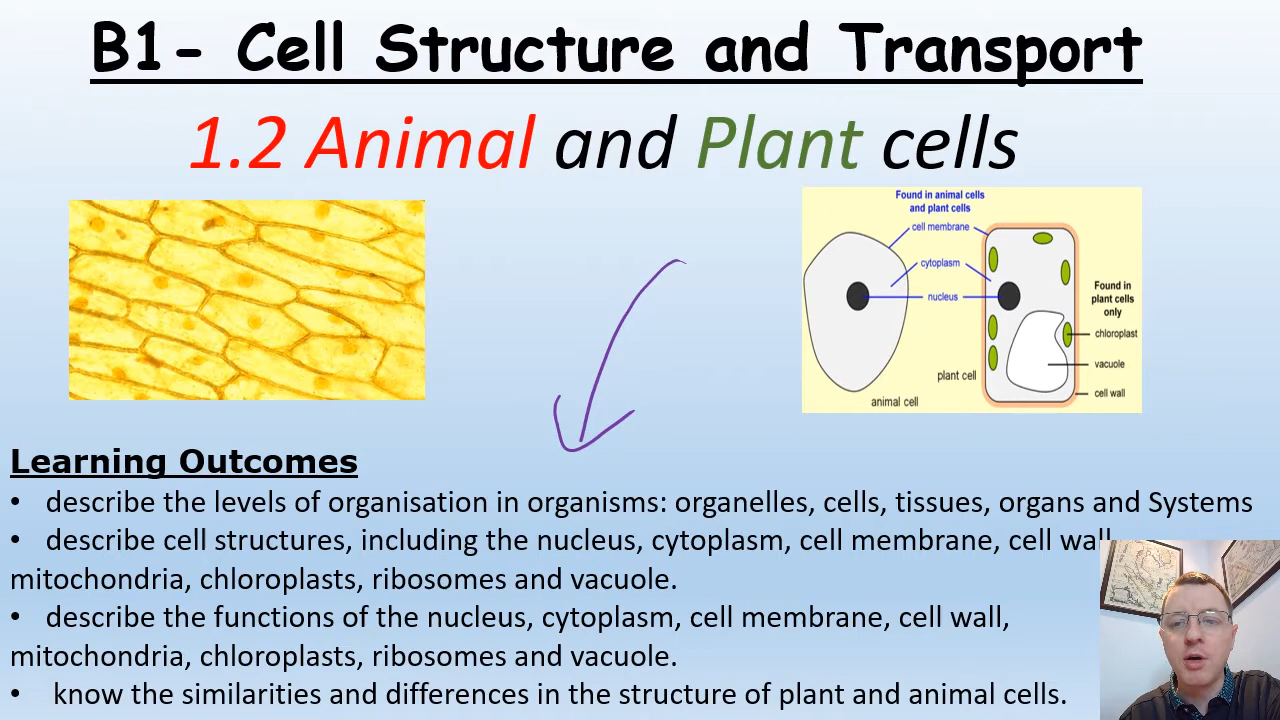 B1- Cell Structure and Transport
1.2 Animal and Plant cells
Found in animal cells
and plant cells
cell membrane
cytoplasm
nucleus
Found in
plant cells
only
chloroplast
vacuole
cell wall
plant cell
animal cell
Learning Outcomes
• describe the levels of organisation in organisms: organelles, cells, tissues, organs and Systems
• describe cell structures, including the nucleus, cytoplasm, cell membrane, cell wall
mitochondria, chloroplasts, ribosomes and vacuole.
• describe the functions of the nucleus, cytoplasm, cell membrane, cell wall,
mitochondria, chloroplasts, ribosomes and vacuole.
• know the similarities and differences in the structure of plant and animal cells.